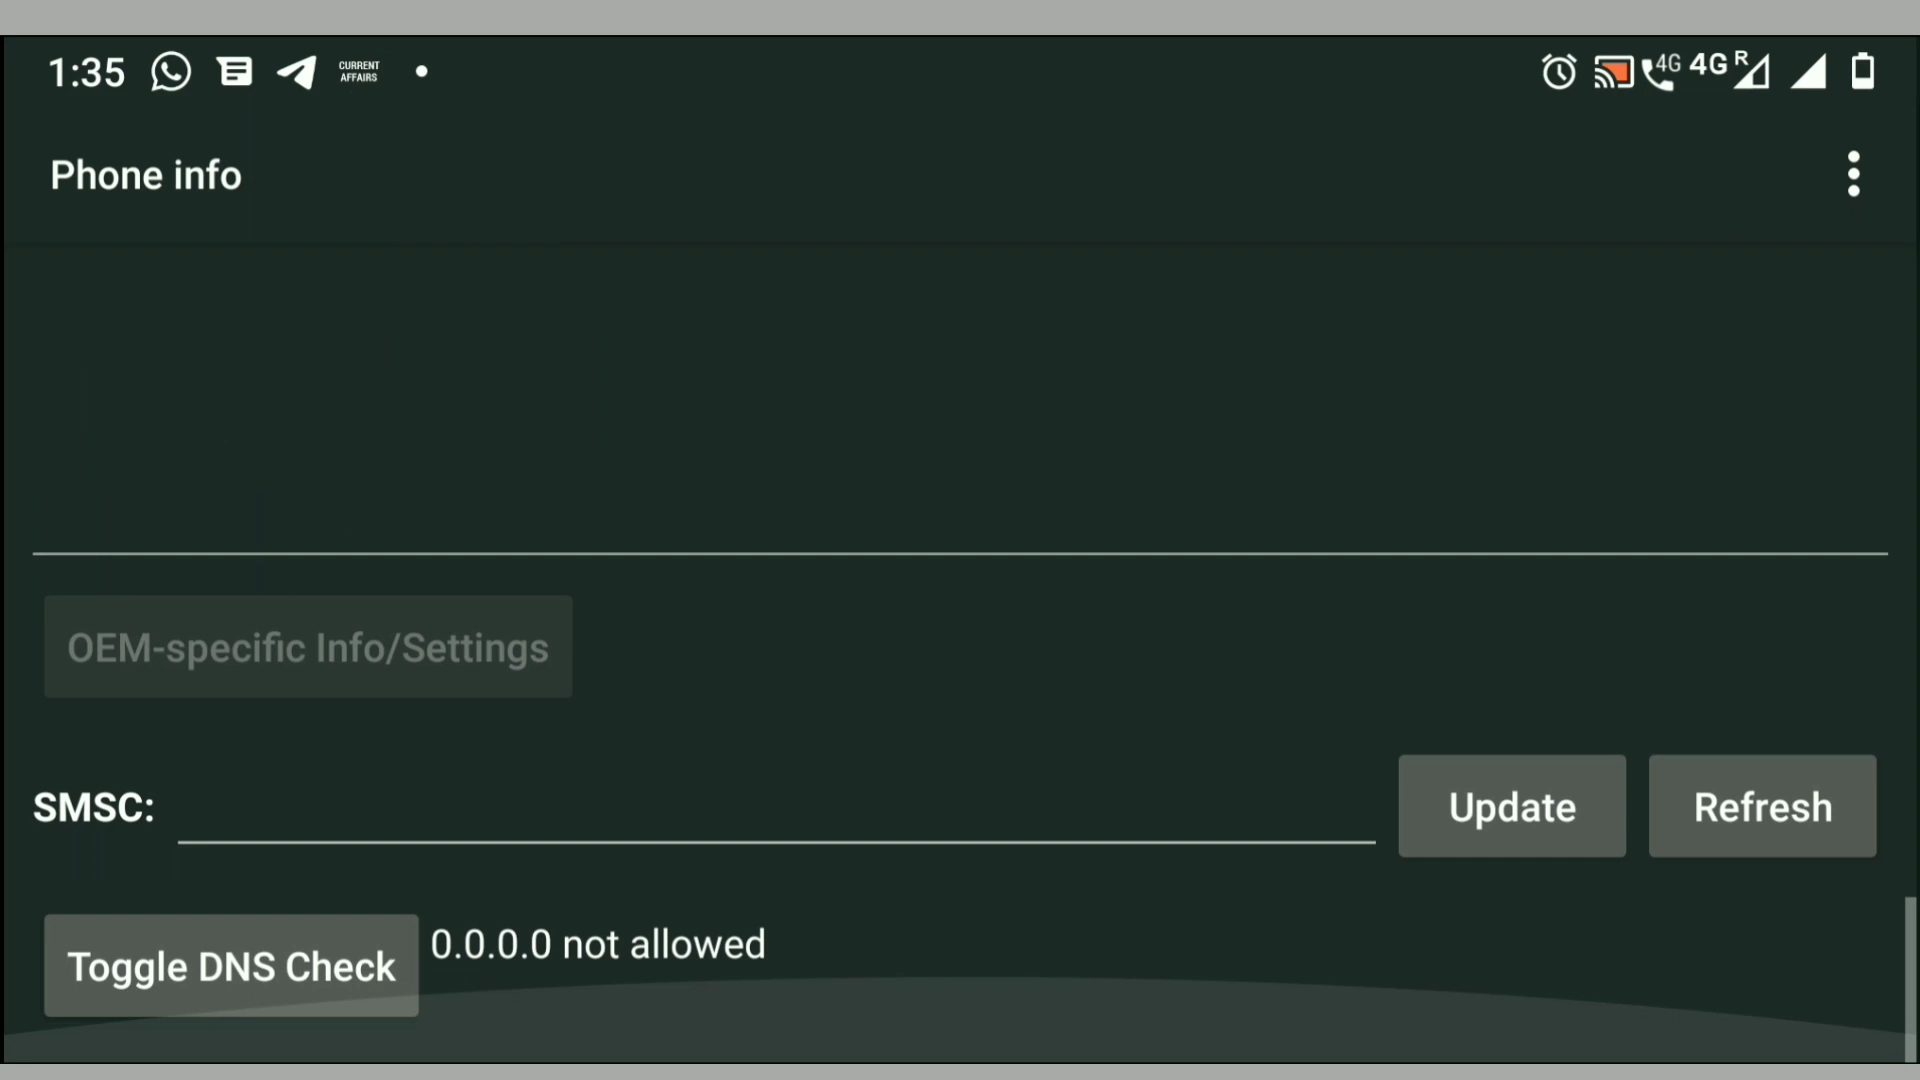 1:35 CURRENT AFFAIRS 4G 4G R
Phone info
OEM-specific Info/Settings
SMSC: Update Refresh
Toggle DNS Check 0.0.0.0 not allowed